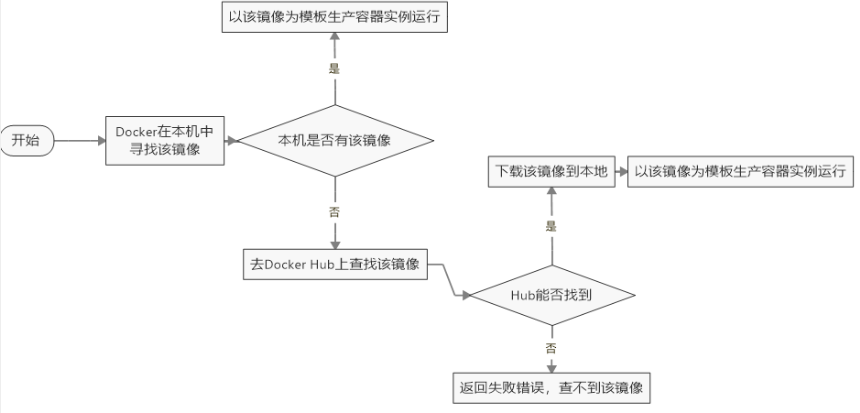 以该镜像为模板生产容器实例运行
是
开始
Docker在本机中
寻找该镜像
本机是否有该镜像
否
去Docker Hub上查找该镜像
下载该镜像到本地
以该镜像为模板生产容器实例运行
是
Hub能否找到
否
返回失败错误，查不到该镜像